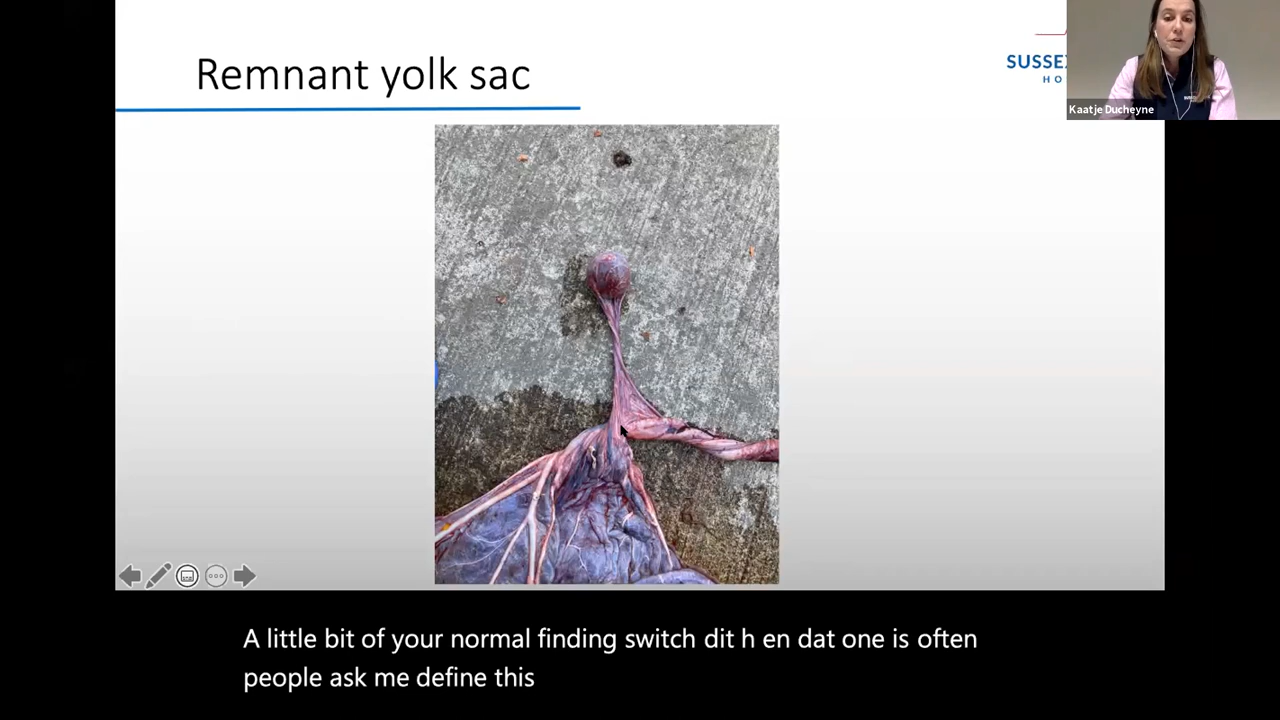 Remnant yolk sac
SUSSE
HO
Kaatje Ducheyne
A little bit of your normal finding switch dit h en dat one is often
people ask me define this